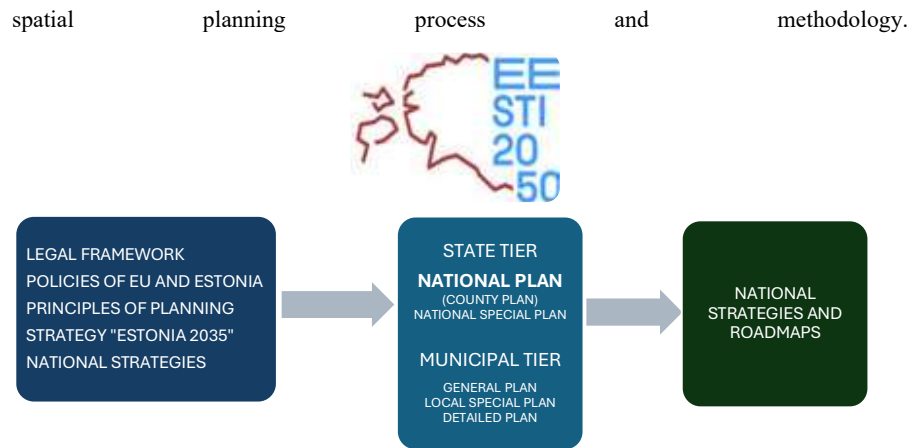 spatial planning process and methodology.
EE
STI
20
50
LEGAL FRAMEWORK
POLICIES OF EU AND ESTONIA
PRINCIPLES OF PLANNING
STRATEGY "ESTONIA 2035"
NATIONAL STRATEGIES
STATE TIER
NATIONAL PLAN
(COUNTY PLAN)
NATIONAL SPECIAL PLAN
MUNICIPAL TIER
GENERAL PLAN
LOCAL SPECIAL PLAN
DETAILED PLAN
NATIONAL
STRATEGIES AND
ROADMAPS